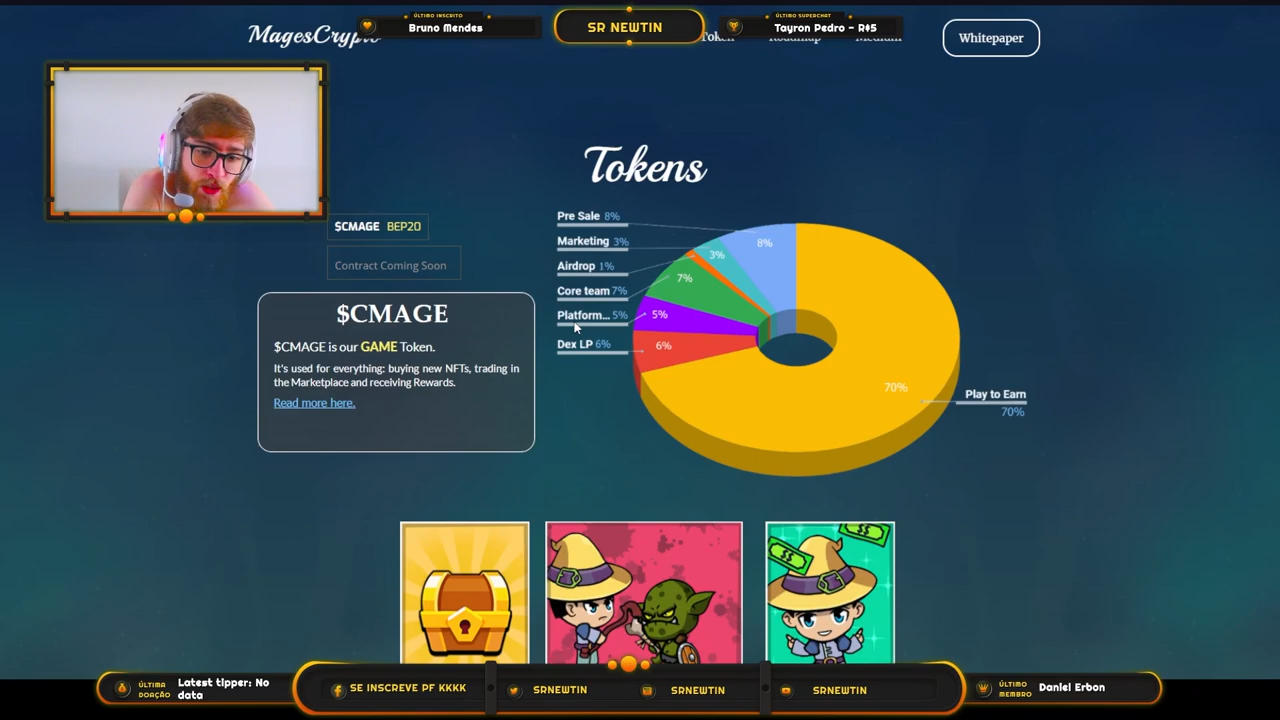 ÚLTIMO INSCRITO
Bruno Mendes
SR NEWTIN
ÚLTIMO SUPERCHAT
Tayron Pedro - R$5
MagesCrypto
Token
Roadmap
Medium
Whitepaper
Tokens
$CMAGE BEP20
Contract Coming Soon
$CMAGE
$CMAGE is our GAME Token.
It's used for everything: buying new NFTs, trading in
the Marketplace and receiving Rewards.
Read more here.
Pre Sale 8%
Marketing 3%
Airdrop 1%
Core team 7%
Platform... 5%
Dex LP 6%
8%
3%
7%
5%
6%
70%
Play to Earn
70%
$$
$$
ÚLTIMA
DOAÇÃO
Latest tipper: No
data
SE INSCREVE PF KKKK
SRNEWTIN
SRNEWTIN
SRNEWTIN
ÚLTIMO
MEMBRO
Daniel Erbon